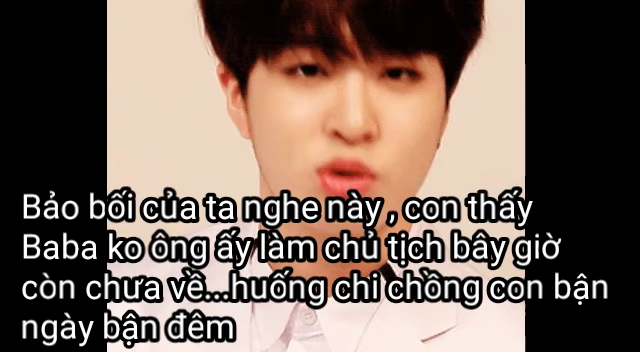 Bảo bối của ta nghe này , con thấy
Baba ko ông ấy làm chủ tịch bây giờ
còn chưa về...huống chi chồng con bận
ngày bận đêm